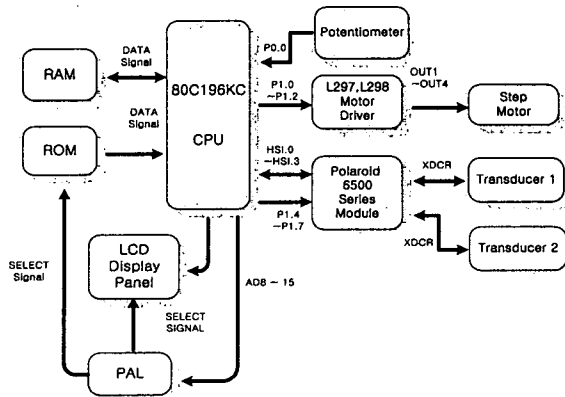 DATA
Signal
RAM
80C196KC
CPU
P0.0
Potentiometer
P1.0
~P1.2
L297,L298
Motor
Driver
OUT1
~OUT4
Step
Motor
DATA
Signal
ROM
HSI.0
~HSI.3
Polaroid
6500
Series
Module
P1.4
~P1.7
XDCR
Transducer 1
XDCR
Transducer 2
LCD
Display
Panel
SELECT
Signal
SELECT
SIGNAL
AD8 ~ 15
PAL